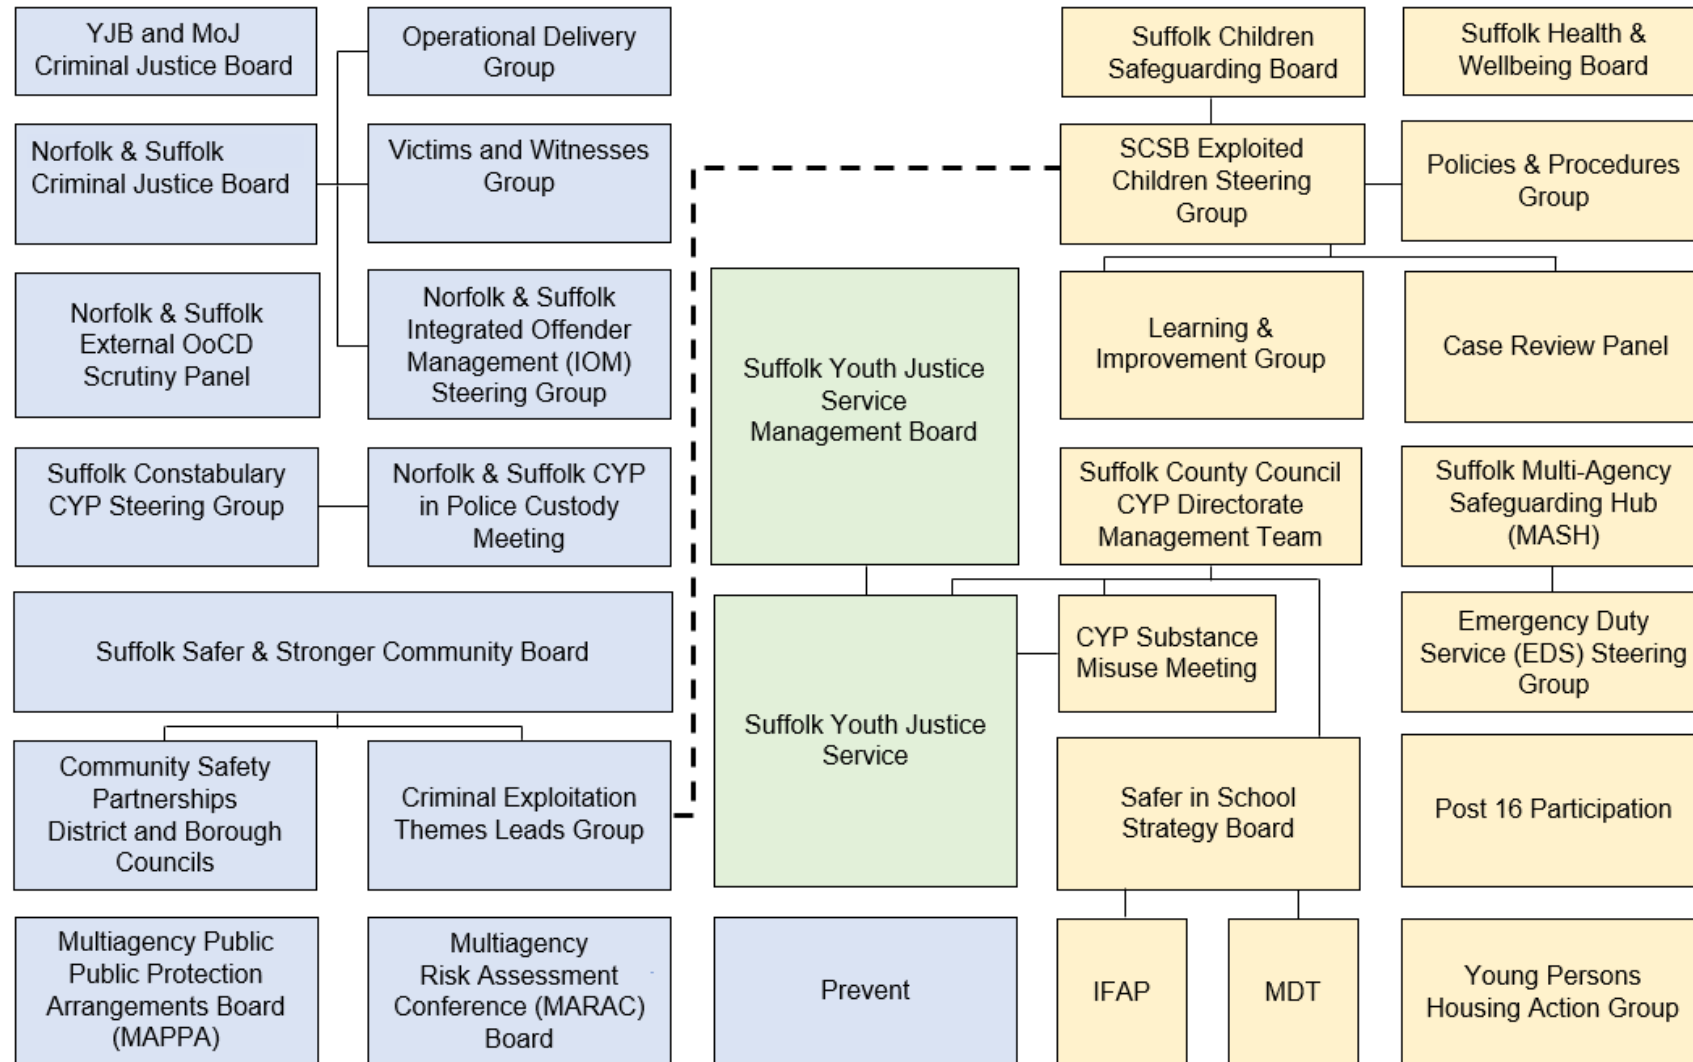 YJB and MoJ
Criminal Justice Board
Operational Delivery
Group
Suffolk Children
Safeguarding Board
Suffolk Health &
Wellbeing Board
Norfolk & Suffolk
Criminal Justice Board
Victims and Witnesses
Group
SCSB Exploited
Children Steering
Group
Policies & Procedures
Group
Norfolk & Suffolk
External OoCD
Scrutiny Panel
Norfolk & Suffolk
Integrated Offender
Management (IOM)
Steering Group
Suffolk Youth Justice
Service
Management Board
Learning &
Improvement Group
Case Review Panel
Suffolk Constabulary
CYP Steering Group
Norfolk & Suffolk CYP
in Police Custody
Meeting
Suffolk County Council
CYP Directorate
Management Team
Suffolk Multi-Agency
Safeguarding Hub
(MASH)
Suffolk Safer & Stronger Community Board
Suffolk Youth Justice
Service
CYP Substance
Misuse Meeting
Emergency Duty
Service (EDS) Steering
Group
Community Safety
Partnerships
District and Borough
Councils
Criminal Exploitation
Themes Leads Group
Safer in School
Strategy Board
Post 16 Participation
Multiagency Public
Public Protection
Arrangements Board
(MAPPA)
Multiagency
Risk Assessment
Conference (MARAC)
Board
Prevent
IFAP
MDT
Young Persons
Housing Action Group